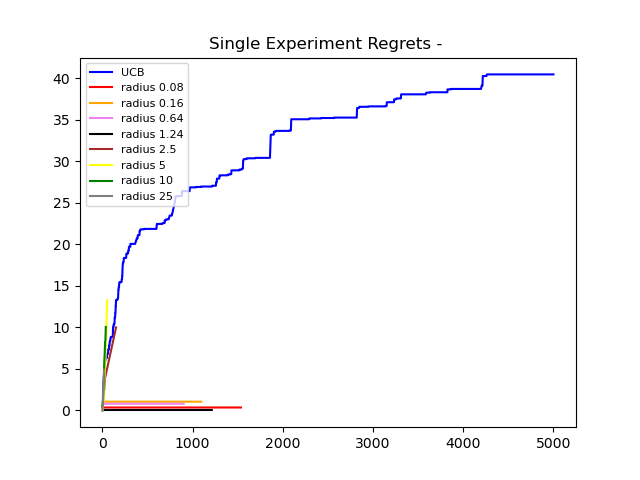 Single Experiment Regrets -
UCB
radius 0.08
radius 0.16
radius 0.64
radius 1.24
radius 2.5
radius 5
radius 10
radius 25
40
35
30
25
20
15
10
5
0
0 1000 2000 3000 4000 5000